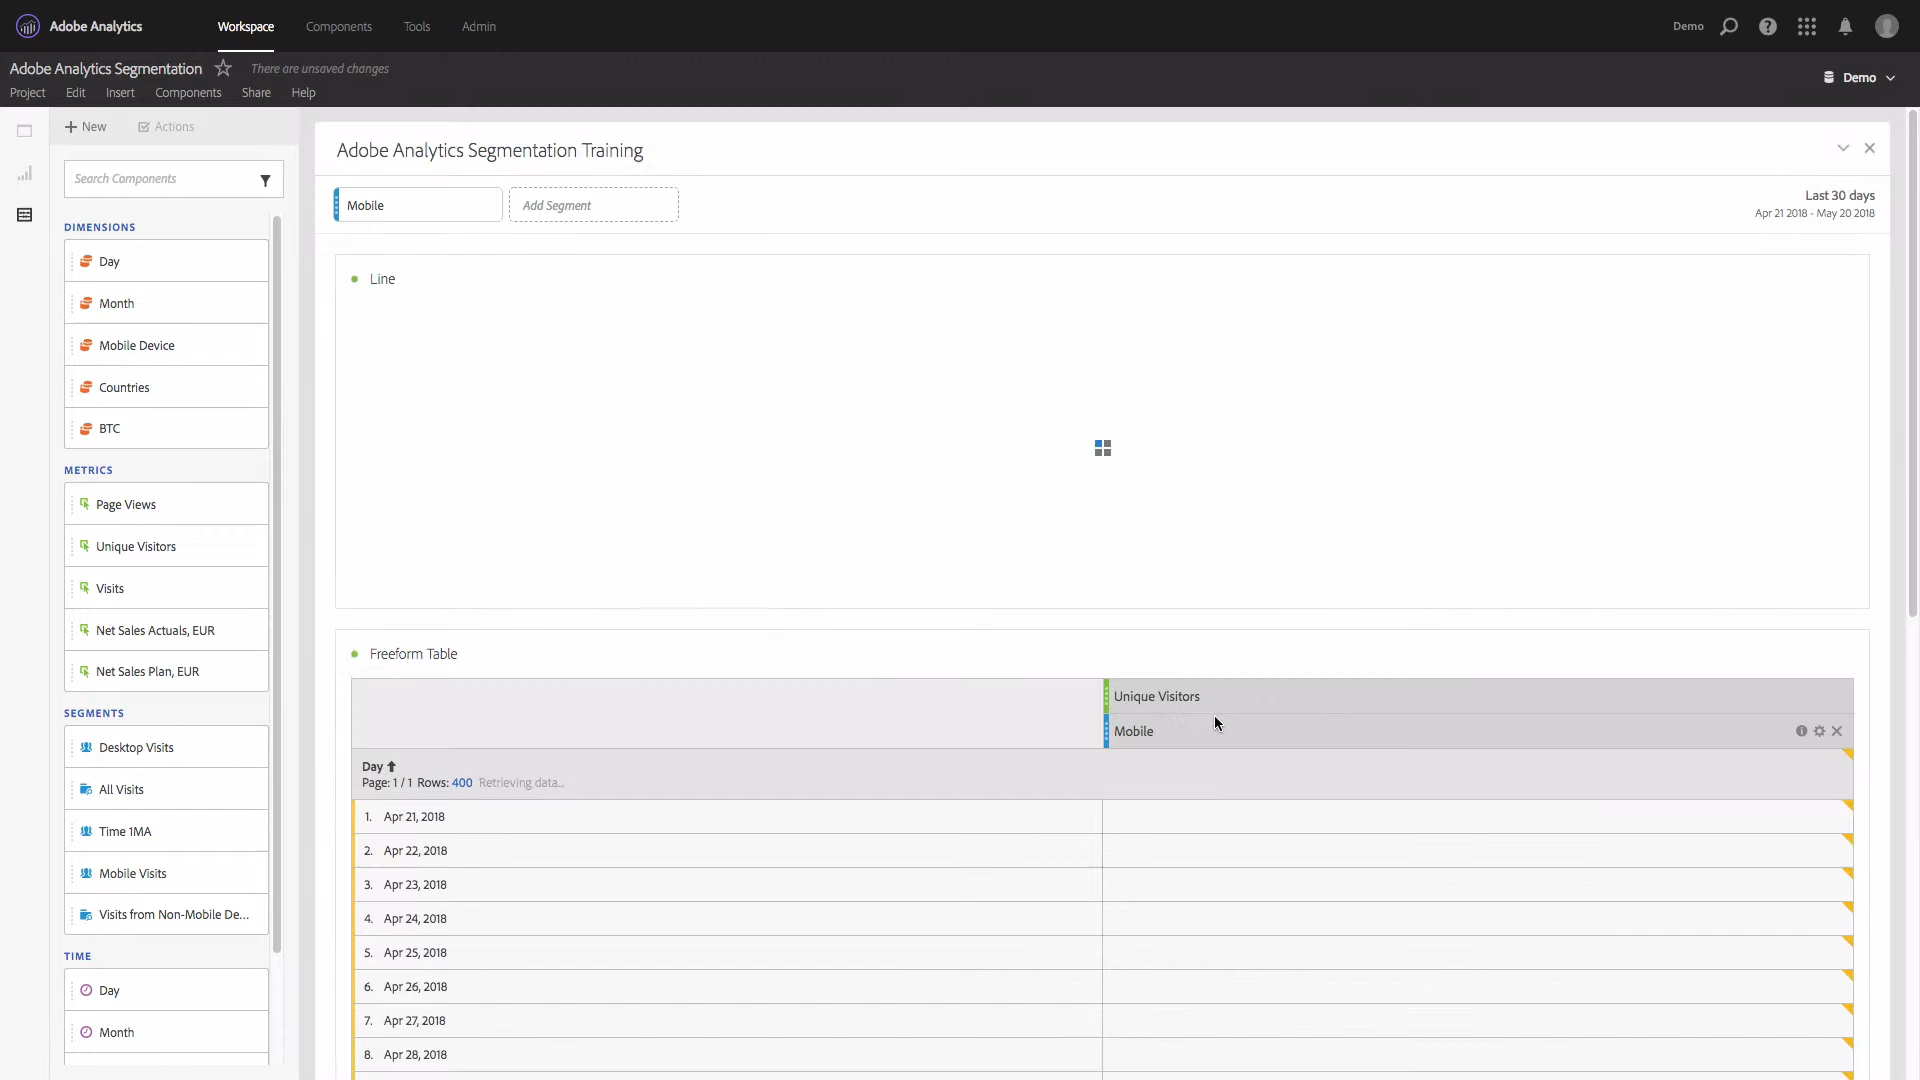 Adobe Analytics
Workspace
Components
Tools
Admin
Demo
Adobe Analytics Segmentation
There are unsaved changes
Demo
Project
Edit
Insert
Components
Share
Help
New
Actions
Search Components
DIMENSIONS
Day
Month
Mobile Device
Countries
BTC
METRICS
Page Views
Unique Visitors
Visits
Net Sales Actuals, EUR
Net Sales Plan, EUR
SEGMENTS
Desktop Visits
All Visits
Time 1MA
Mobile Visits
Visits from Non-Mobile De...
TIME
Day
Month
Adobe Analytics Segmentation Training
Mobile
Add Segment
Last 30 days
Apr 21 2018 - May 20 2018
Line
Freeform Table
Unique Visitors
Mobile
Day
Page: 1 / 1 Rows: 400 Retrieving data...
1. Apr 21, 2018
2. Apr 22, 2018
3. Apr 23, 2018
4. Apr 24, 2018
5. Apr 25, 2018
6. Apr 26, 2018
7. Apr 27, 2018
8. Apr 28, 2018